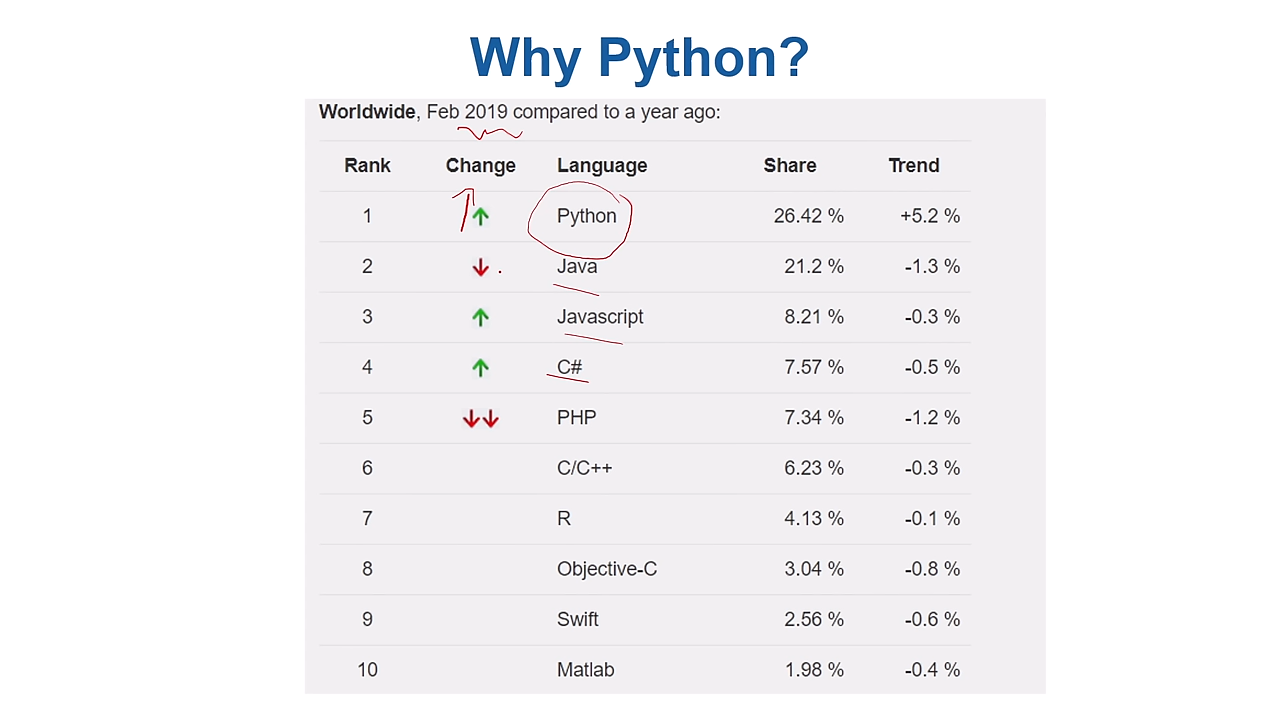 Why Python?
Worldwide, Feb 2019 compared to a year ago:
Rank Change Language Share Trend
1 ↑ Python 26.42 % +5.2 %
2 ↓ Java 21.2 % -1.3 %
3 ↑ Javascript 8.21 % -0.3 %
4 ↑ C# 7.57 % -0.5 %
5 ↓↓ PHP 7.34 % -1.2 %
6 C/C++ 6.23 % -0.3 %
7 R 4.13 % -0.1 %
8 Objective-C 3.04 % -0.8 %
9 Swift 2.56 % -0.6 %
10 Matlab 1.98 % -0.4 %